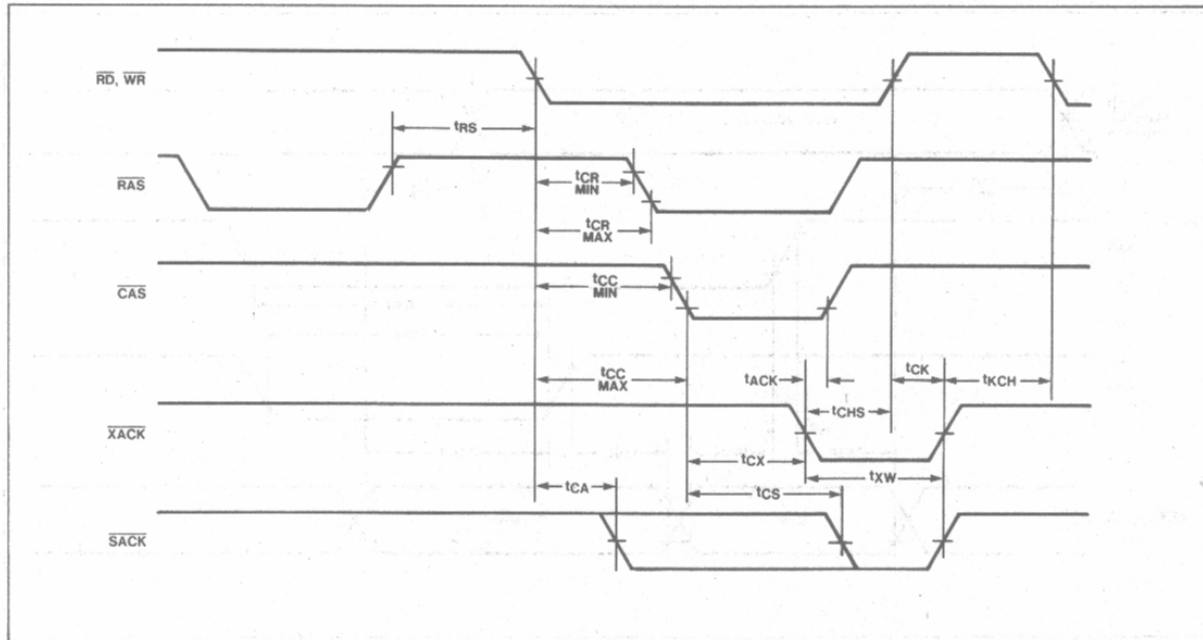 RD, WR
tRS
RAS
tCR
MIN
tCR
MAX
CAS
tCC
MIN
tCC
MAX
tACK
tCK
tKCH
tCHS
XACK
tCX
tXW
tCA
tCS
SACK